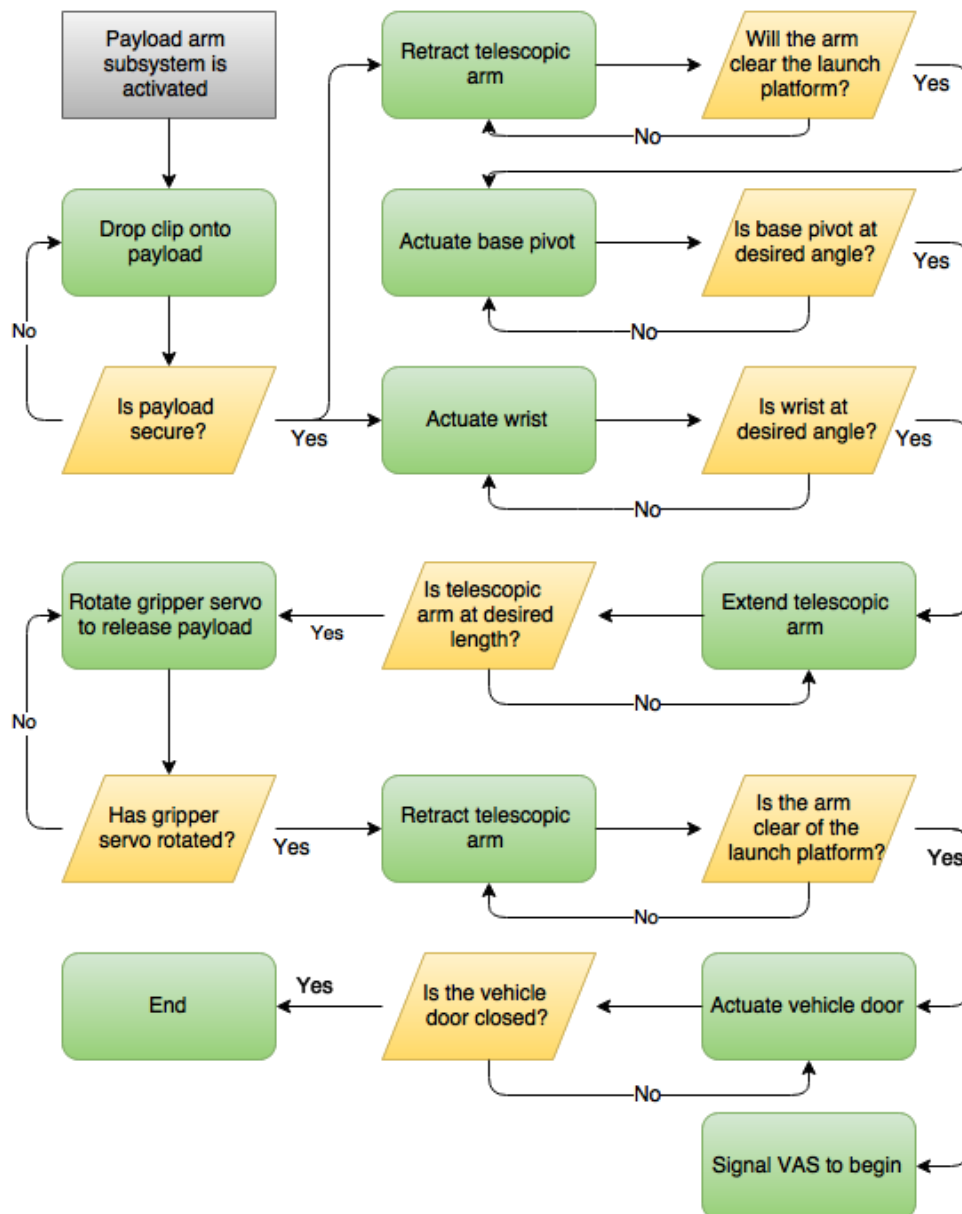 Payload arm
subsystem is
activated
Retract telescopic
arm
Will the arm
clear the launch
platform?
Yes
No
Drop clip onto
payload
Actuate base pivot
Is base pivot at
desired angle?
Yes
No
No
Is payload
secure?
Yes
Actuate wrist
Is wrist at
desired angle?
Yes
No
Rotate gripper servo
to release payload
Yes
Is telescopic
arm at desired
length?
Extend telescopic
arm
No
No
Has gripper
servo rotated?
Yes
Retract telescopic
arm
Is the arm
clear of the
launch platform?
Yes
No
End
Yes
Is the vehicle
door closed?
Actuate vehicle door
No
Signal VAS to begin